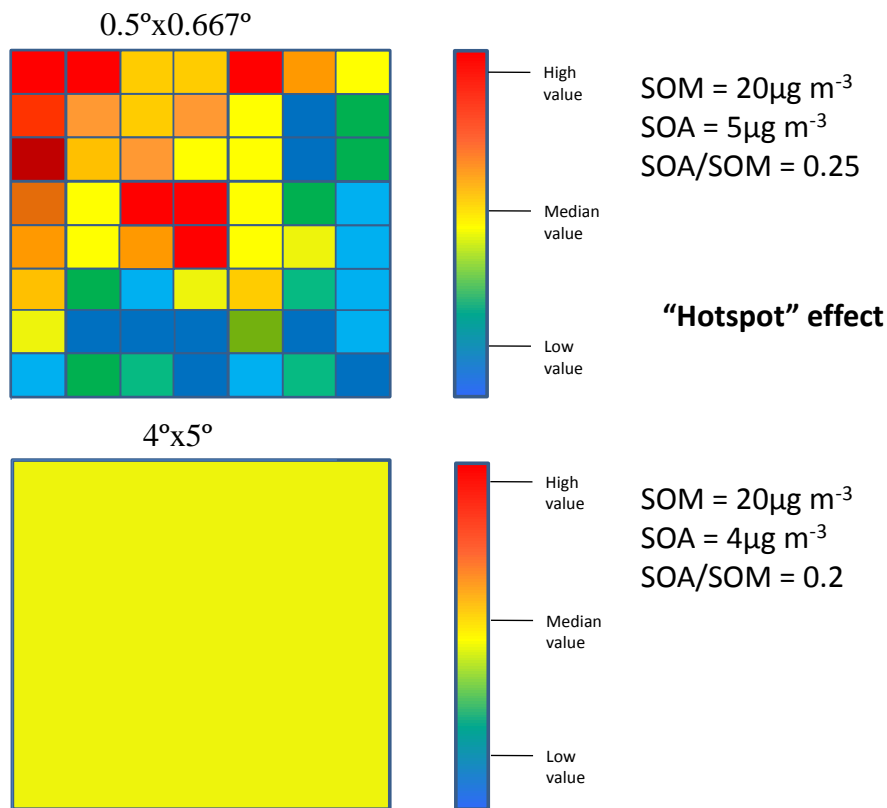 0.5ºx0.667º
High
value
Median
value
Low
value
SOM = 20µg m-3
SOA = 5µg m-3
SOA/SOM = 0.25
“Hotspot” effect
4ºx5º
High
value
Median
value
Low
value
SOM = 20µg m-3
SOA = 4µg m-3
SOA/SOM = 0.2